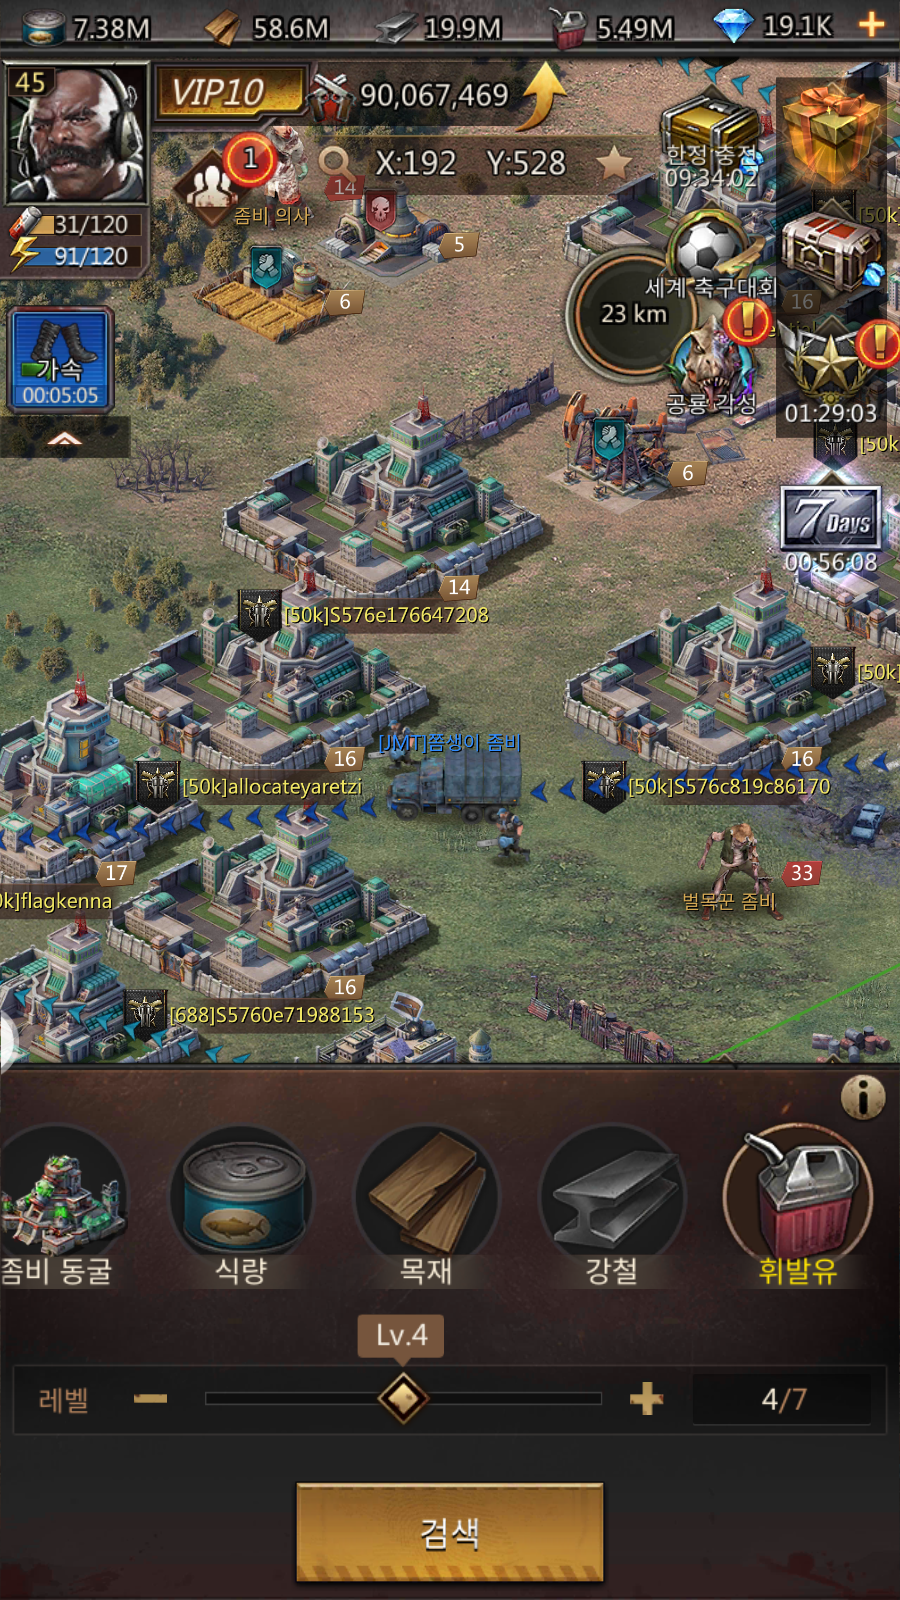 7.38M 58.6M 19.9M 5.49M 19.1K
45
VIP10
90,067,469
31/120
91/120
1
X:192 Y:528
14
좀비 의사
5
6
한정 충전
09:34:02
[50k
세계 축구대회
16
23 km
공룡 각성
01:29:03
가속
00:05:05
6
[50k
7 Days
00:56:08
14
[50k]S576e176647208
[50k]
16
[JMT]쫌생이 좀비
16
[50k]allocateyaretzi
[50k]S576c819c86170
17
0k]flagkenna
33
벌목꾼 좀비
16
[688]S5760e71988153
좀비 동굴
식량
목재
강철
휘발유
Lv.4
레벨
4/7
검색